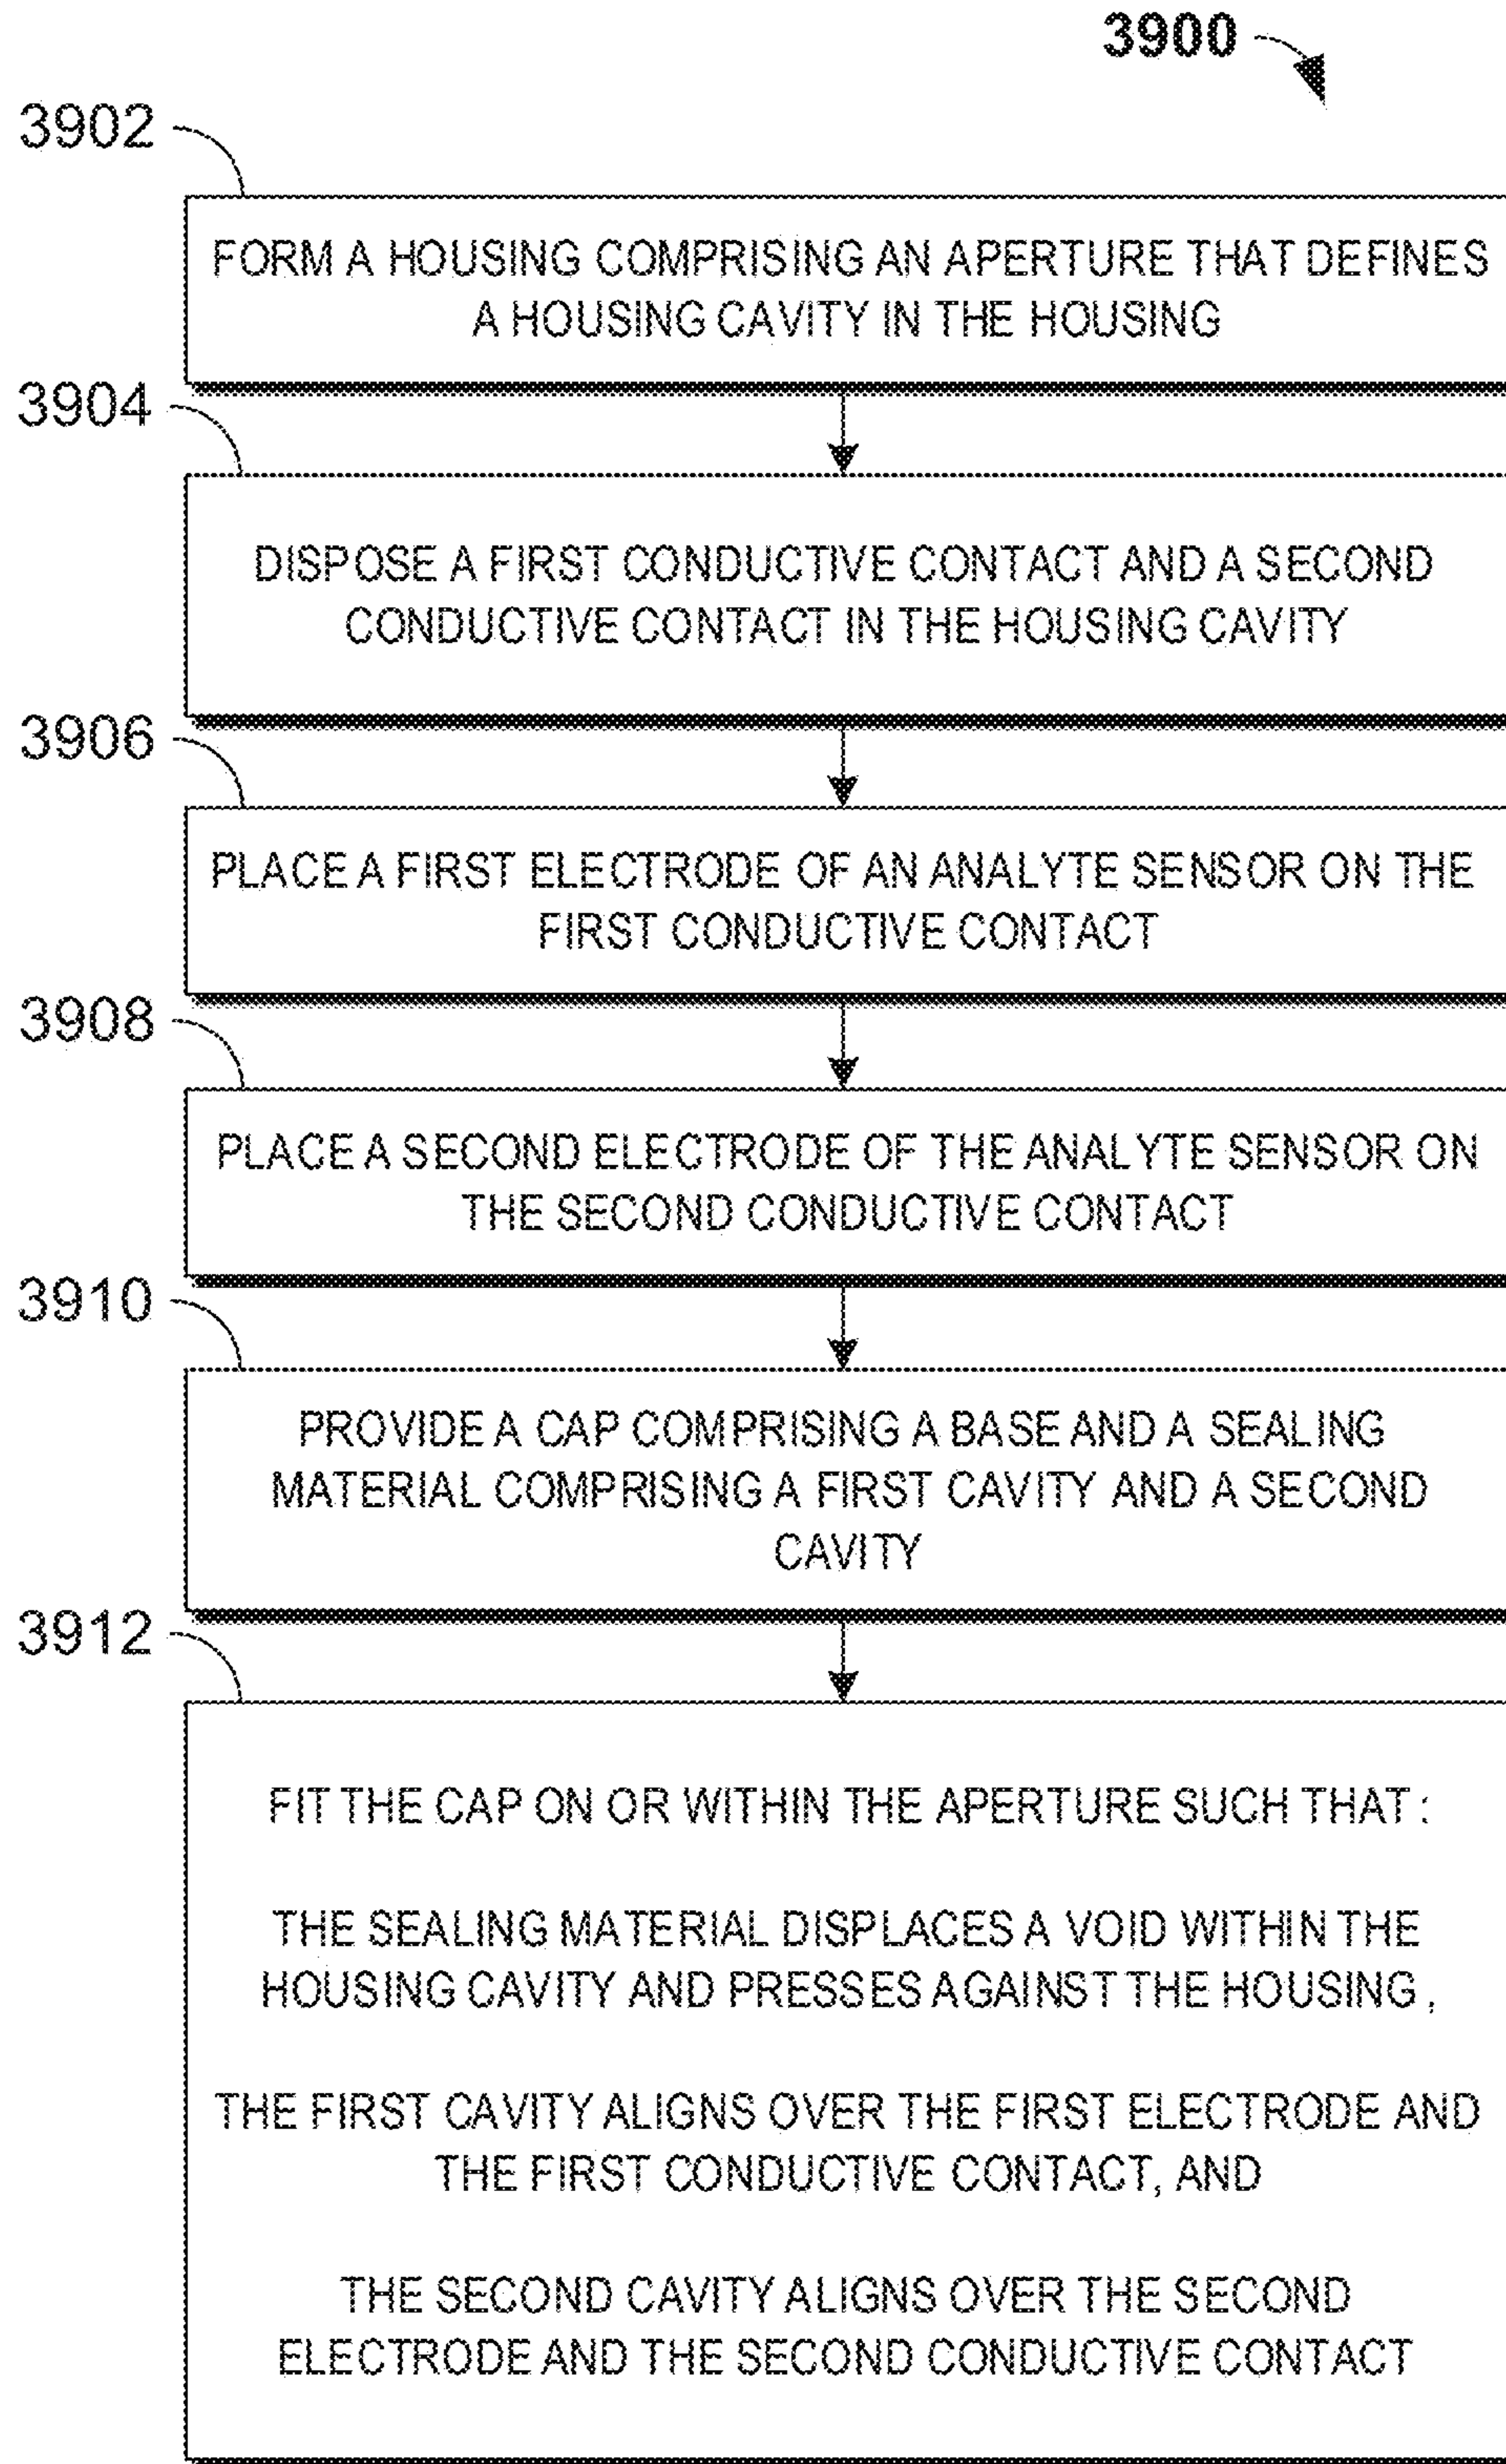 3900
3902
FORM A HOUSING COMPRISING AN APERTURE THAT DEFINES
A HOUSING CAVITY IN THE HOUSING
3904
DISPOSE A FIRST CONDUCTIVE CONTACT AND A SECOND
CONDUCTIVE CONTACT IN THE HOUSING CAVITY
3906
PLACE A FIRST ELECTRODE OF AN ANALYTE SENSOR ON THE
FIRST CONDUCTIVE CONTACT
3908
PLACE A SECOND ELECTRODE OF THE ANALYTE SENSOR ON
THE SECOND CONDUCTIVE CONTACT
3910
PROVIDE A CAP COMPRISING A BASE AND A SEALING
MATERIAL COMPRISING A FIRST CAVITY AND A SECOND
CAVITY
3912
FIT THE CAP ON OR WITHIN THE APERTURE SUCH THAT:
THE SEALING MATERIAL DISPLACES A VOID WITHIN THE
HOUSING CAVITY AND PRESSES AGAINST THE HOUSING,
THE FIRST CAVITY ALIGNS OVER THE FIRST ELECTRODE AND
THE FIRST CONDUCTIVE CONTACT, AND
THE SECOND CAVITY ALIGNS OVER THE SECOND
ELECTRODE AND THE SECOND CONDUCTIVE CONTACT